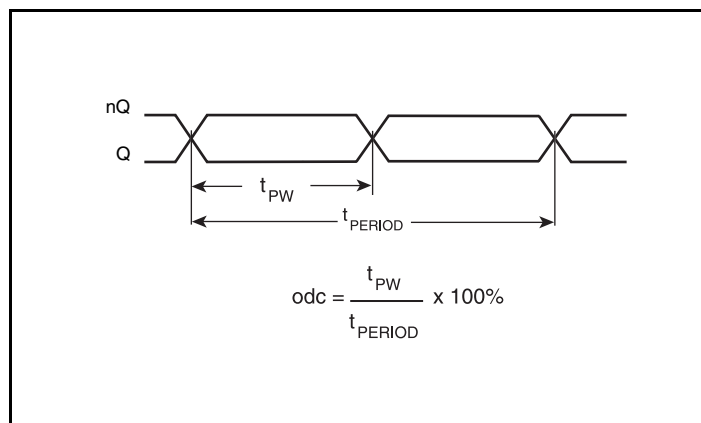 nQ
Q
tPW
tPERIOD
odc = tPW / tPERIOD x 100%